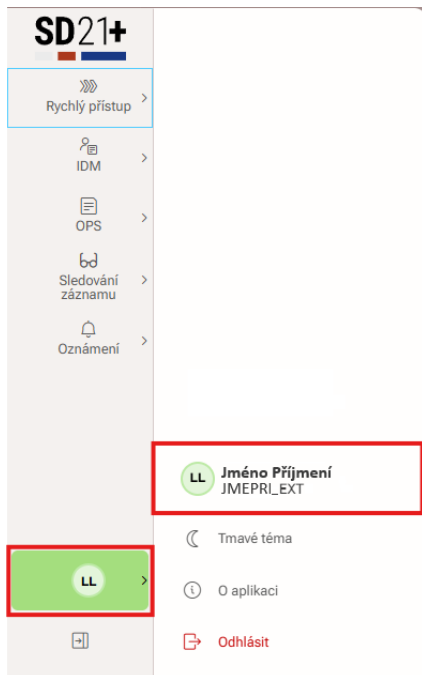 SD21+
Rychlý přístup
IDM
OPS
Sledování
záznamu
Oznámení
LL
LL
Jméno Příjmení
JMEPRI_EXT
Tmavé téma
O aplikaci
Odhlásit